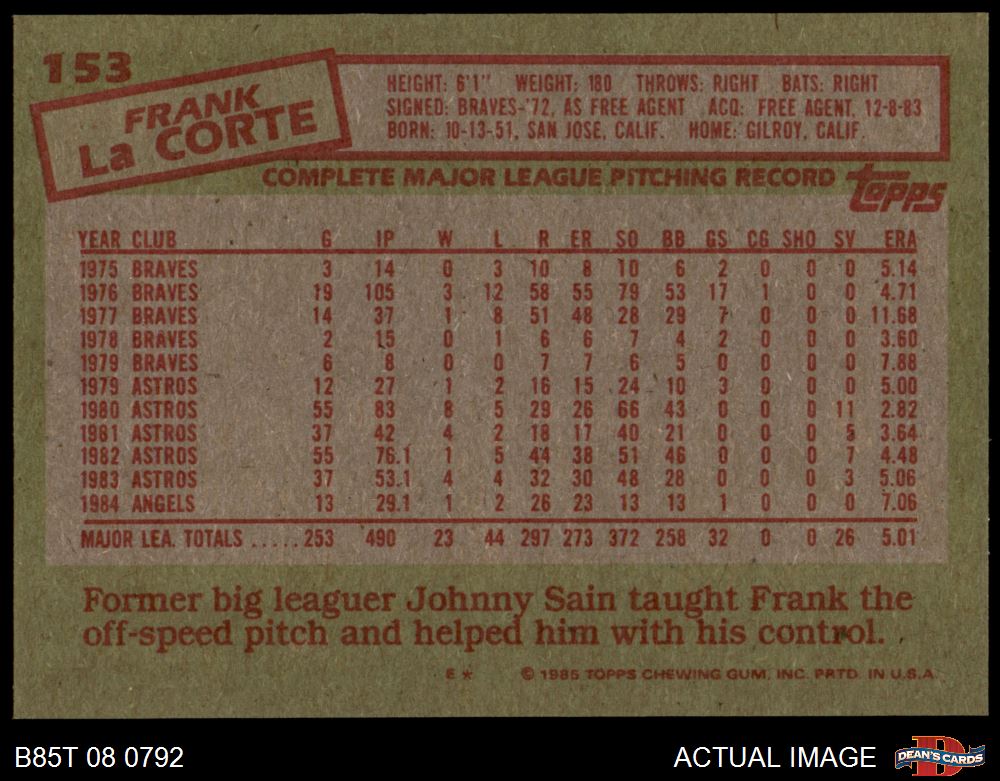 153
FRANK
La CORTE
HEIGHT: 6'1" WEIGHT: 180 THROWS: RIGHT BATS: RIGHT
SIGNED: BRAVES-'72, AS FREE AGENT ACQ: FREE AGENT, 12-8-83
BORN: 10-13-51, SAN JOSE, CALIF. HOME: GILROY, CALIF.
COMPLETE MAJOR LEAGUE PITCHING RECORD topps
YEAR CLUB G IP W L R ER SO BB GS CG SHO SV ERA
1975 BRAVES 3 14 0 3 10 8 10 6 2 0 0 0 5.14
1976 BRAVES 19 105 3 12 58 55 79 53 17 1 0 0 4.71
1977 BRAVES 14 37 1 8 51 48 28 29 7 0 0 0 11.68
1978 BRAVES 2 15 0 1 6 6 7 4 2 0 0 0 3.60
1979 BRAVES 6 8 0 0 7 7 6 5 0 0 0 0 7.88
1979 ASTROS 12 27 1 2 16 15 24 10 3 0 0 0 5.00
1980 ASTROS 55 83 8 5 29 26 66 43 0 0 0 11 2.82
1981 ASTROS 37 42 4 2 18 17 40 21 0 0 0 5 3.64
1982 ASTROS 55 76.1 1 5 44 38 51 46 0 0 0 7 4.48
1983 ASTROS 37 53.1 4 4 32 30 48 28 0 0 0 3 5.06
1984 ANGELS 13 29.1 1 2 26 23 13 13 1 0 0 0 7.06
MAJOR LEA. TOTALS ..... 253 490 23 44 297 273 372 258 32 0 0 26 5.01
Former big leaguer Johnny Sain taught Frank the
off-speed pitch and helped him with his control.
E* © 1985 TOPPS CHEWING GUM, INC. PRTD. IN U.S.A.
B85T 08 0792 ACTUAL IMAGE D DEAN'S CARDS